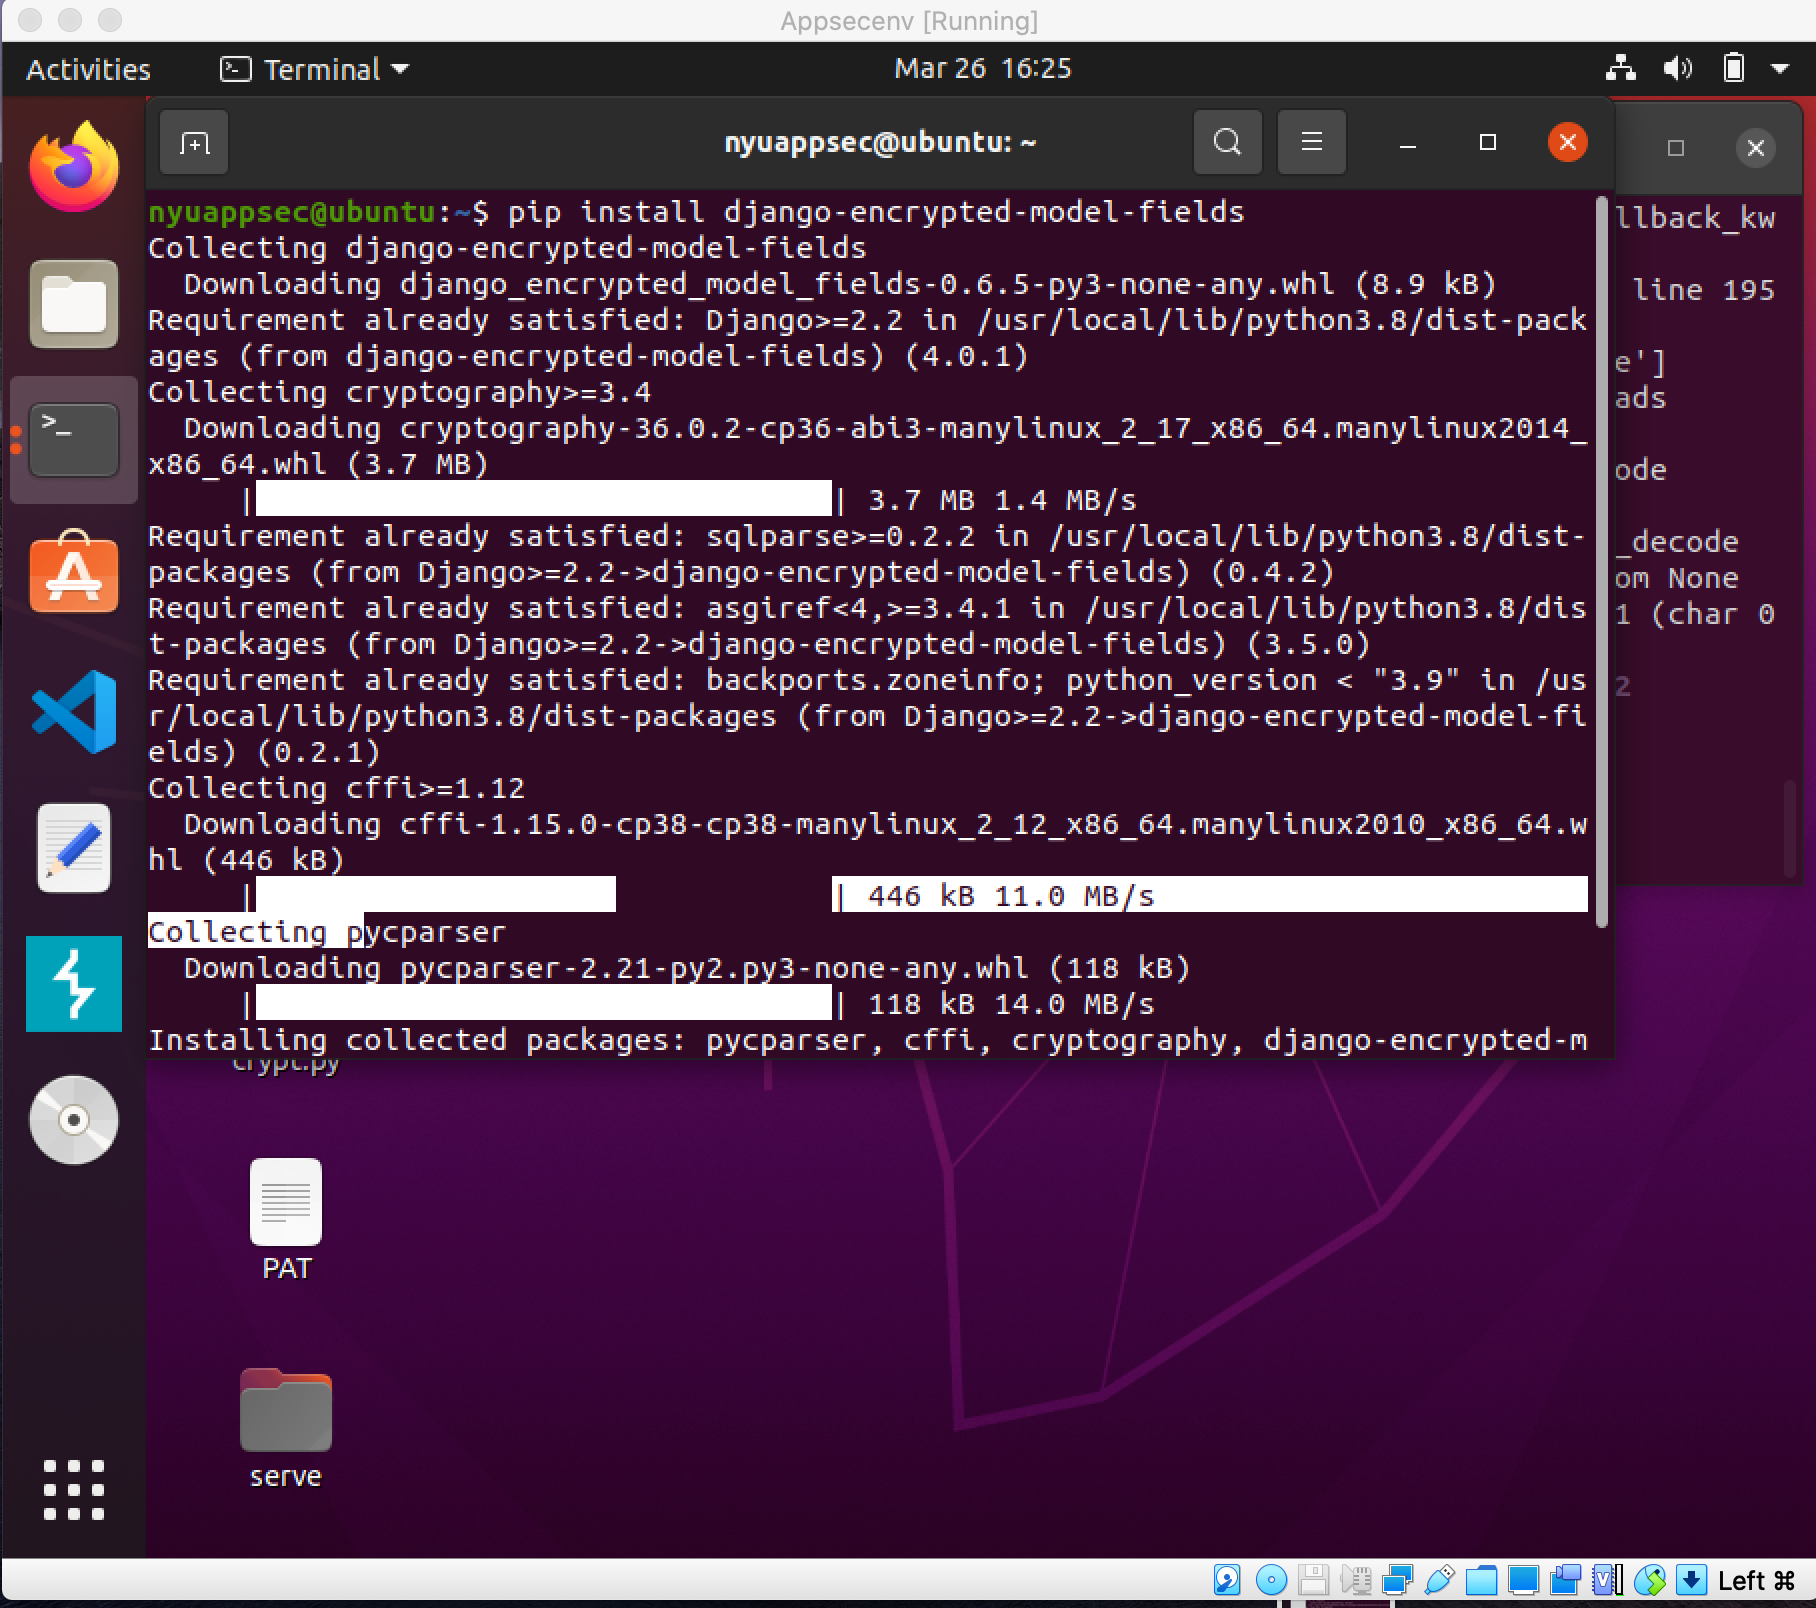 Appsecenv [Running]
Activities
Terminal
Mar 26 16:25
nyuappsec@ubuntu: ~
nyuappsec@ubuntu:~$ pip install django-encrypted-model-fields
Collecting django-encrypted-model-fields
  Downloading django_encrypted_model_fields-0.6.5-py3-none-any.whl (8.9 kB)
Requirement already satisfied: Django>=2.2 in /usr/local/lib/python3.8/dist-pack
ages (from django-encrypted-model-fields) (4.0.1)
Collecting cryptography>=3.4
  Downloading cryptography-36.0.2-cp36-abi3-manylinux_2_17_x86_64.manylinux2014_
x86_64.whl (3.7 MB)
| | 3.7 MB 1.4 MB/s
Requirement already satisfied: sqlparse>=0.2.2 in /usr/local/lib/python3.8/dist-
packages (from Django>=2.2->django-encrypted-model-fields) (0.4.2)
Requirement already satisfied: asgiref<4,>=3.4.1 in /usr/local/lib/python3.8/dis
t-packages (from Django>=2.2->django-encrypted-model-fields) (3.5.0)
Requirement already satisfied: backports.zoneinfo; python_version < "3.9" in /us
r/local/lib/python3.8/dist-packages (from Django>=2.2->django-encrypted-model-fi
elds) (0.2.1)
Collecting cffi>=1.12
  Downloading cffi-1.15.0-cp38-cp38-manylinux_2_12_x86_64.manylinux2010_x86_64.w
hl (446 kB)
| | 446 kB 11.0 MB/s
Collecting pycparser
  Downloading pycparser-2.21-py2.py3-none-any.whl (118 kB)
| | 118 kB 14.0 MB/s
Installing collected packages: pycparser, cffi, cryptography, django-encrypted-m
llback_kw
line 195
e']
ads
ode
_decode
om None
1 (char 0
2
crypt.py
PAT
serve
Left ⌘